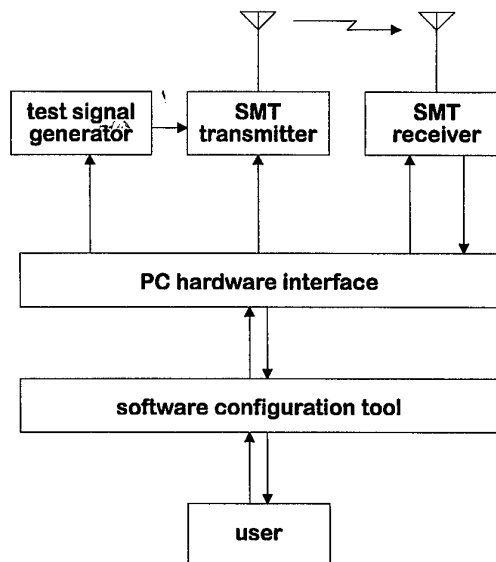 test signal
generator
SMT
transmitter
SMT
receiver
PC hardware interface
software configuration tool
user